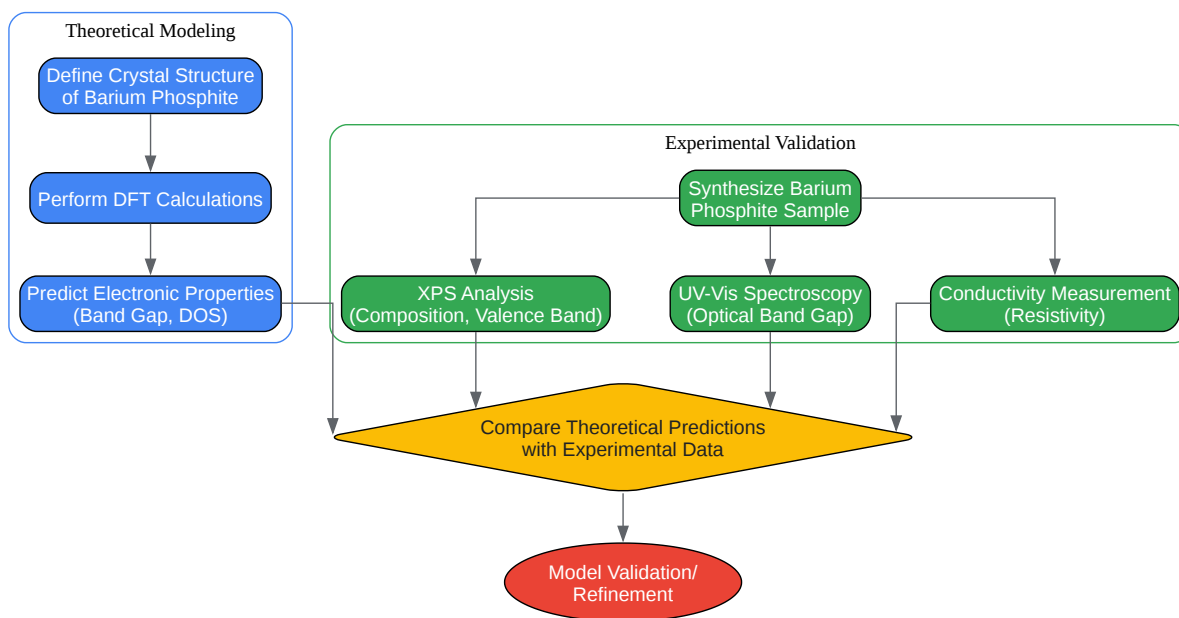 Theoretical Modeling
Define Crystal Structure
of Barium Phosphite
Perform DFT Calculations
Predict Electronic Properties
(Band Gap, DOS)
Experimental Validation
Synthesize Barium
Phosphite Sample
XPS Analysis
(Composition, Valence Band)
UV-Vis Spectroscopy
(Optical Band Gap)
Conductivity Measurement
(Resistivity)
Compare Theoretical Predictions
with Experimental Data
Model Validation/
Refinement